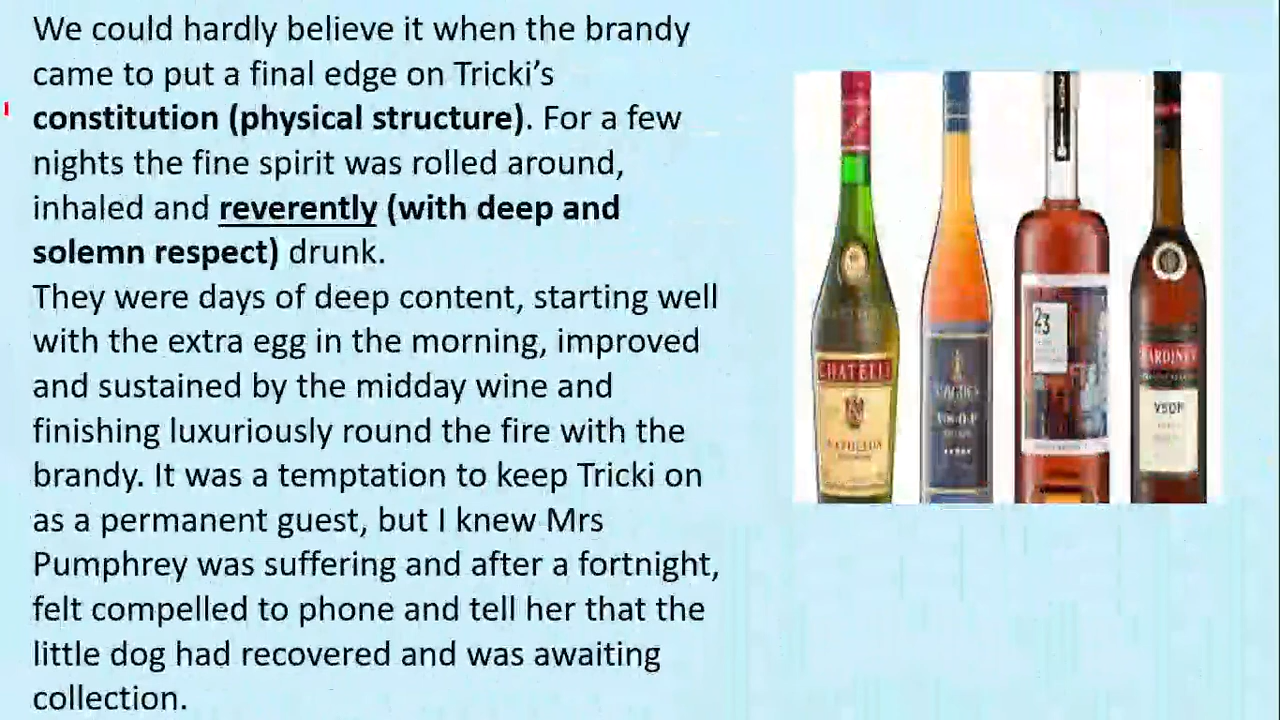 We could hardly believe it when the brandy
came to put a final edge on Tricki’s
constitution (physical structure). For a few
nights the fine spirit was rolled around,
inhaled and reverently (with deep and
solemn respect) drunk.
They were days of deep content, starting well
with the extra egg in the morning, improved
and sustained by the midday wine and
finishing luxuriously round the fire with the
brandy. It was a temptation to keep Tricki on
as a permanent guest, but I knew Mrs
Pumphrey was suffering and after a fortnight,
felt compelled to phone and tell her that the
little dog had recovered and was awaiting
collection.
23
VSOP